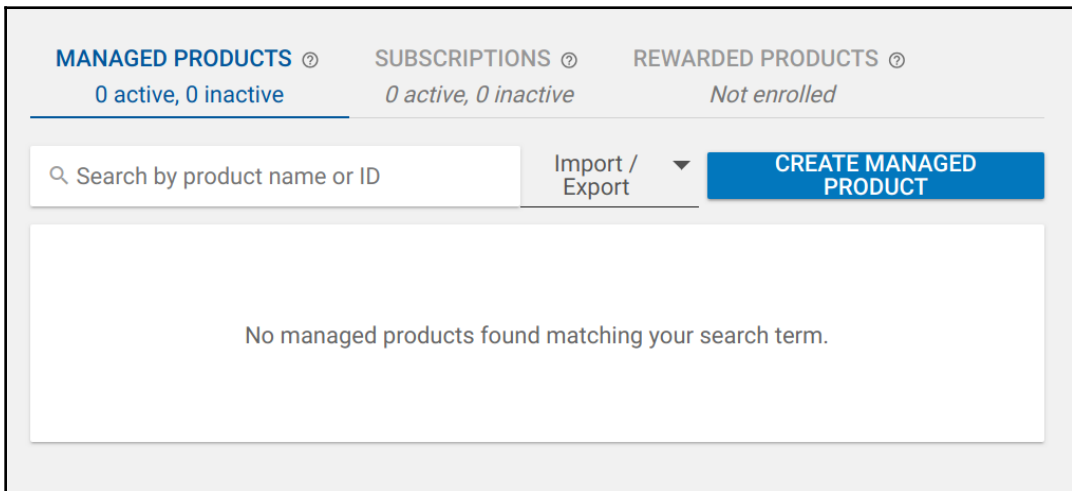 MANAGED PRODUCTS
0 active, 0 inactive
SUBSCRIPTIONS
0 active, 0 inactive
REWARDED PRODUCTS
Not enrolled
Search by product name or ID
Import /
Export
CREATE MANAGED
PRODUCT
No managed products found matching your search term.